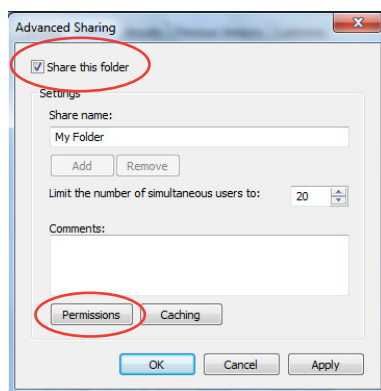 Advanced Sharing
Share this folder
Settings
Share name:
My Folder
Add Remove
Limit the number of simultaneous users to: 20
Comments:
Permissions Caching
OK Cancel Apply